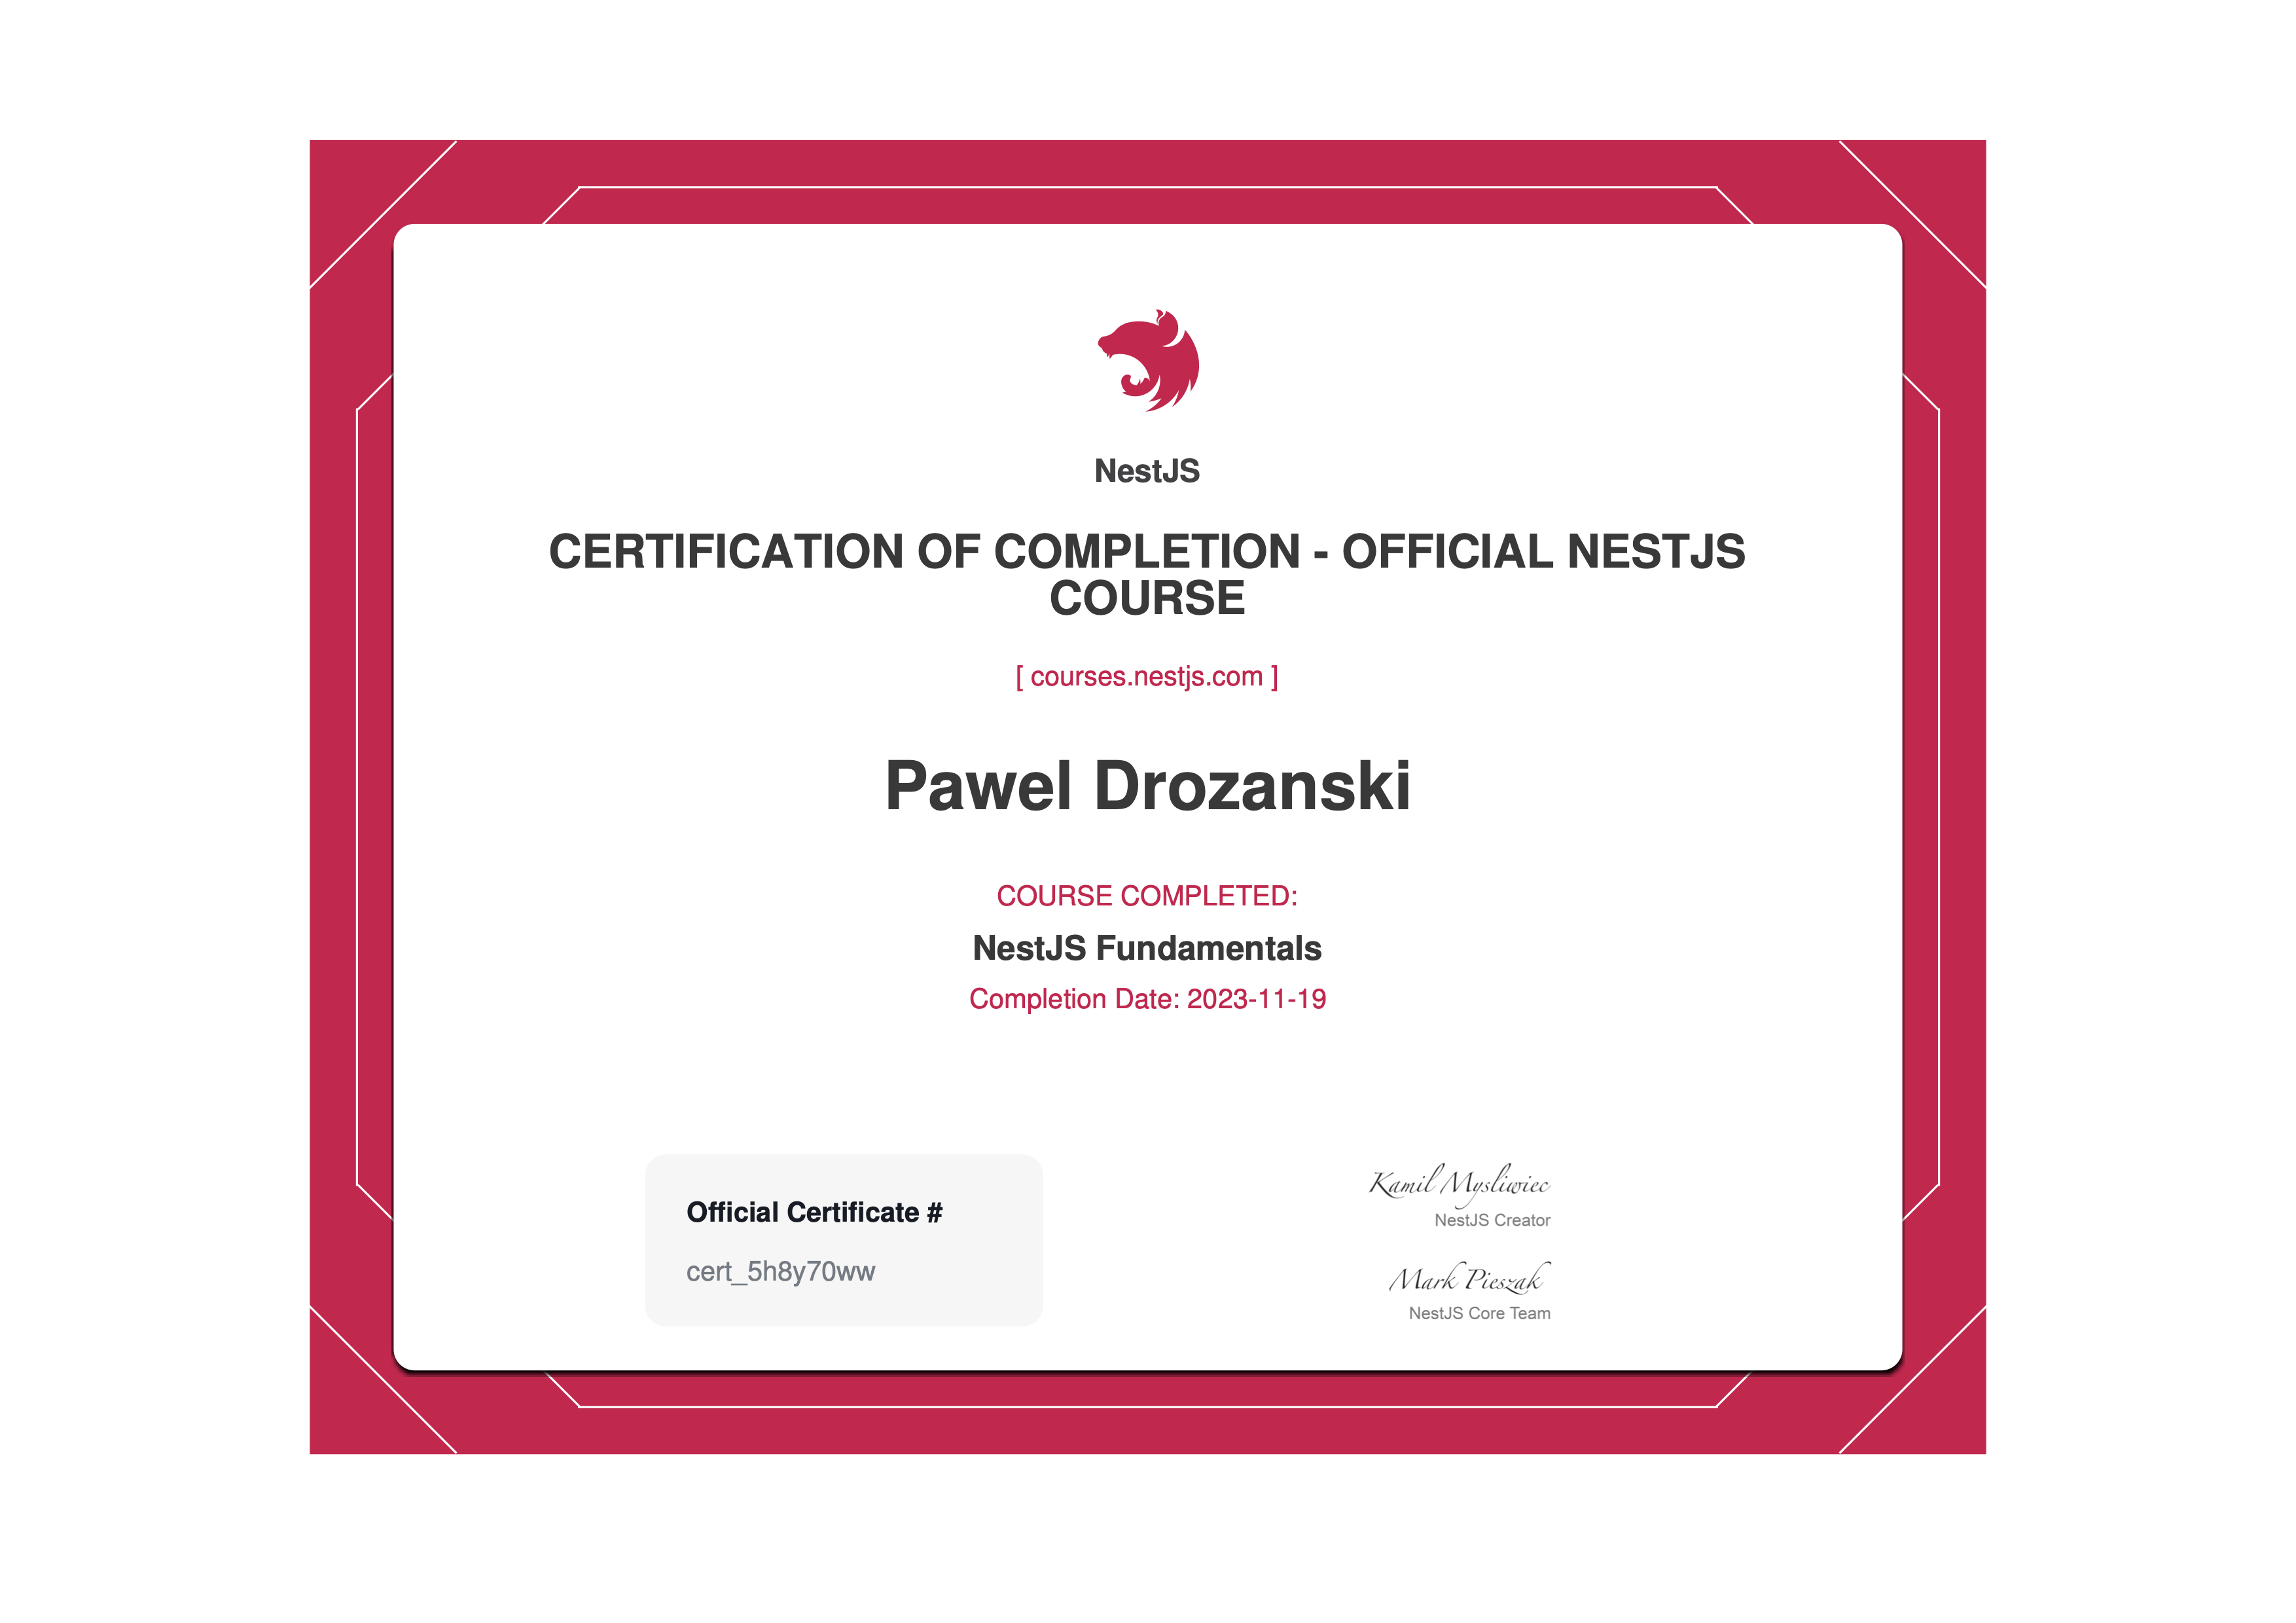 NestJS
CERTIFICATION OF COMPLETION - OFFICIAL NESTJS
COURSE
[ courses.nestjs.com ]
Pawel Drozanski
COURSE COMPLETED:
NestJS Fundamentals
Completion Date: 2023-11-19
Official Certificate #
cert_5h8y70ww
Kamil Mysliwiec
NestJS Creator
Mark Pieszak
NestJS Core Team